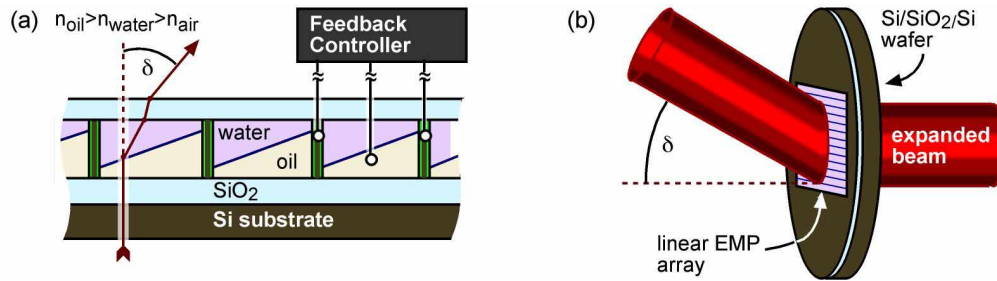 (a)
n_oil>n_water>n_air
δ
Feedback
Controller
water
oil
SiO₂
Si substrate
(b)
Si/SiO₂/Si
wafer
δ
expanded
beam
linear EMP
array